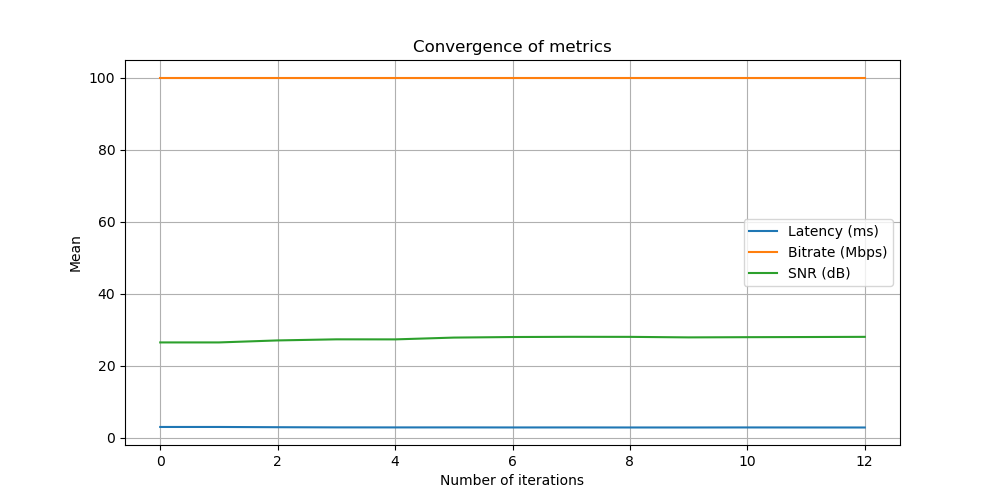 Convergence of metrics
Mean
100
80
60
40
20
0
Latency (ms)
Bitrate (Mbps)
SNR (dB)
0 2 4 6 8 10 12
Number of iterations